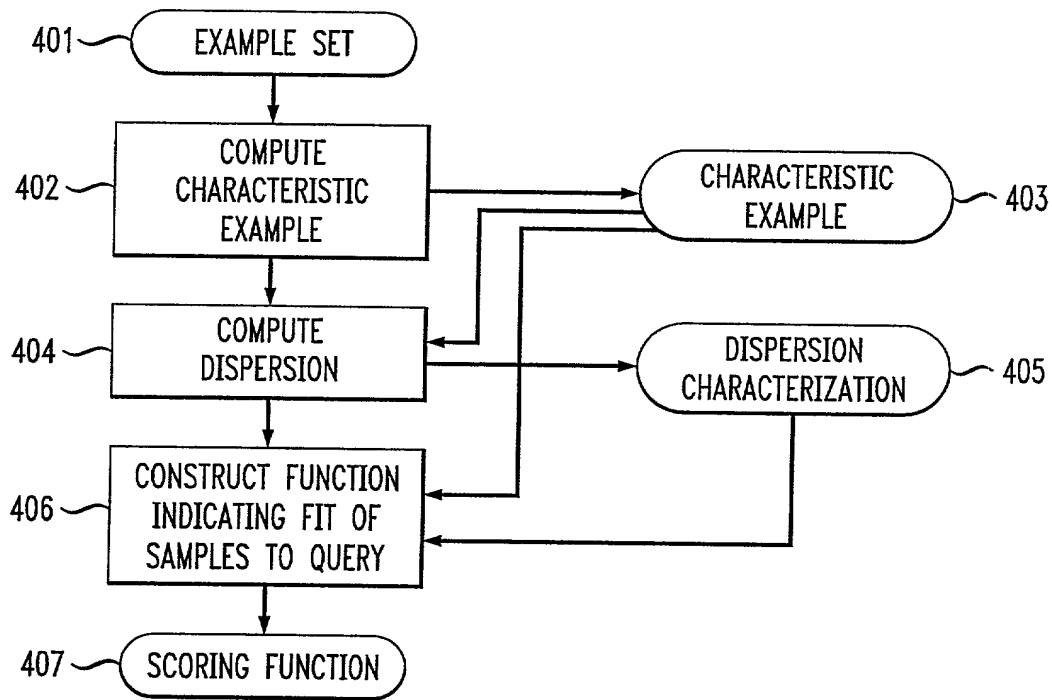 401
EXAMPLE SET
402
COMPUTE
CHARACTERISTIC
EXAMPLE
CHARACTERISTIC
EXAMPLE
403
404
COMPUTE
DISPERSION
DISPERSION
CHARACTERIZATION
405
406
CONSTRUCT FUNCTION
INDICATING FIT OF
SAMPLES TO QUERY
407
SCORING FUNCTION